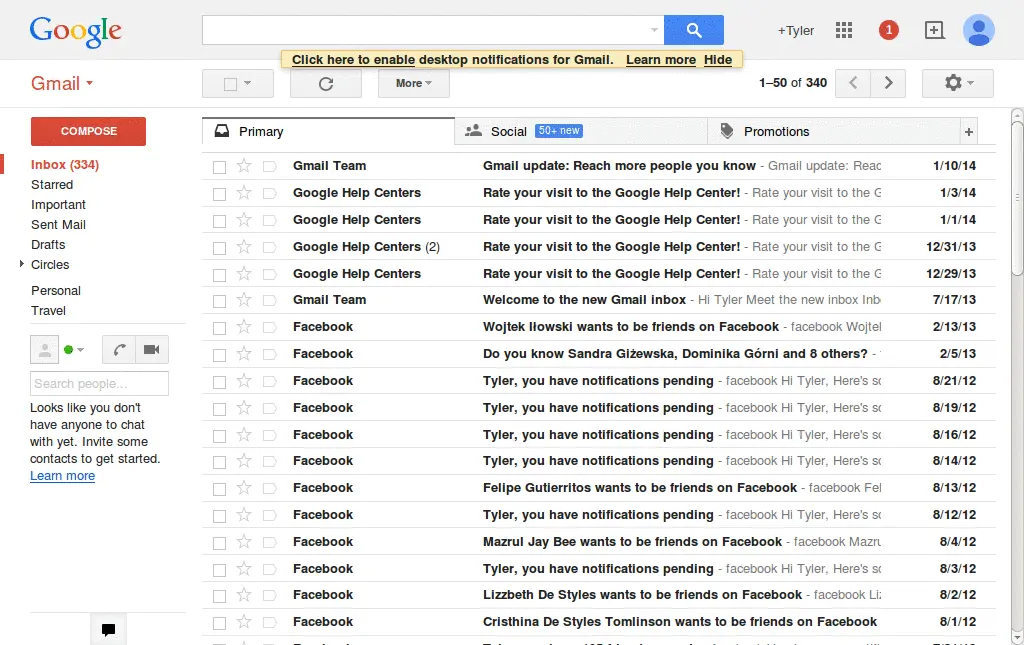 Google
+Tyler
1
Click here to enable desktop notifications for Gmail. Learn more Hide
Gmail
More
1–50 of 340
COMPOSE
Primary
Social 50+ new
Promotions
+
Inbox (334)
Starred
Important
Sent Mail
Drafts
Circles
Personal
Travel
Search people...
Looks like you don't
have anyone to chat
with yet. Invite some
contacts to get started.
Learn more
Gmail Team Gmail update: Reach more people you know - Gmail update: Reac 1/10/14
Google Help Centers Rate your visit to the Google Help Center! - Rate your visit to the G 1/3/14
Google Help Centers Rate your visit to the Google Help Center! - Rate your visit to the G 1/1/14
Google Help Centers (2) Rate your visit to the Google Help Center! - Rate your visit to the G 12/31/13
Google Help Centers Rate your visit to the Google Help Center! - Rate your visit to the G 12/29/13
Gmail Team Welcome to the new Gmail inbox - Hi Tyler Meet the new inbox Inb 7/17/13
Facebook Wojtek Iłowski wants to be friends on Facebook - facebook Wojtel 2/13/13
Facebook Do you know Sandra Giżewska, Dominika Górni and 8 others? - 2/5/13
Facebook Tyler, you have notifications pending - facebook Hi Tyler, Here's sc 8/21/12
Facebook Tyler, you have notifications pending - facebook Hi Tyler, Here's sc 8/19/12
Facebook Tyler, you have notifications pending - facebook Hi Tyler, Here's sc 8/16/12
Facebook Tyler, you have notifications pending - facebook Hi Tyler, Here's sc 8/14/12
Facebook Felipe Gutierritos wants to be friends on Facebook - facebook Fel 8/13/12
Facebook Tyler, you have notifications pending - facebook Hi Tyler, Here's sc 8/12/12
Facebook Mazrul Jay Bee wants to be friends on Facebook - facebook Mazru 8/4/12
Facebook Tyler, you have notifications pending - facebook Hi Tyler, Here's sc 8/3/12
Facebook Lizzbeth De Styles wants to be friends on Facebook - facebook Liz 8/2/12
Facebook Cristhina De Styles Tomlinson wants to be friends on Facebook 8/1/12